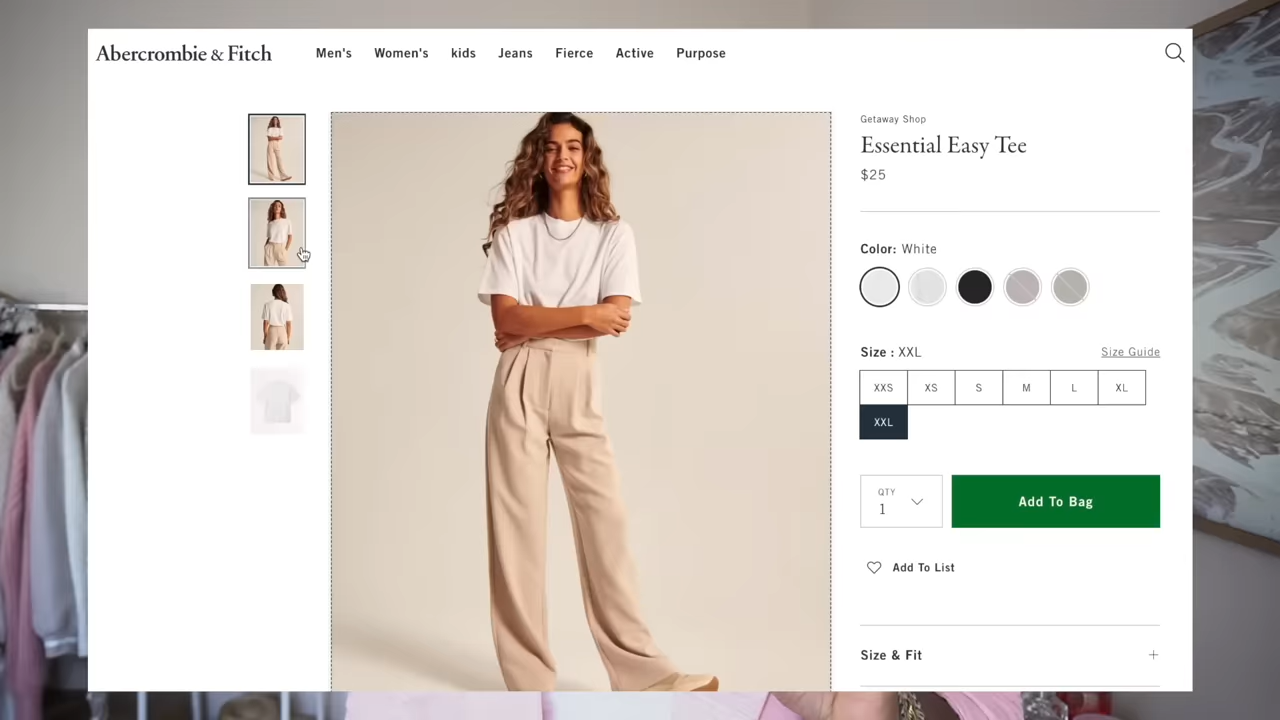 Abercrombie & Fitch
Men's Women's kids Jeans Fierce Active Purpose
Getaway Shop
Essential Easy Tee
$25
Color: White
Size : XXL
Size Guide
XXS XS S M L XL
XXL
QTY
1
Add To Bag
Add To List
Size & Fit